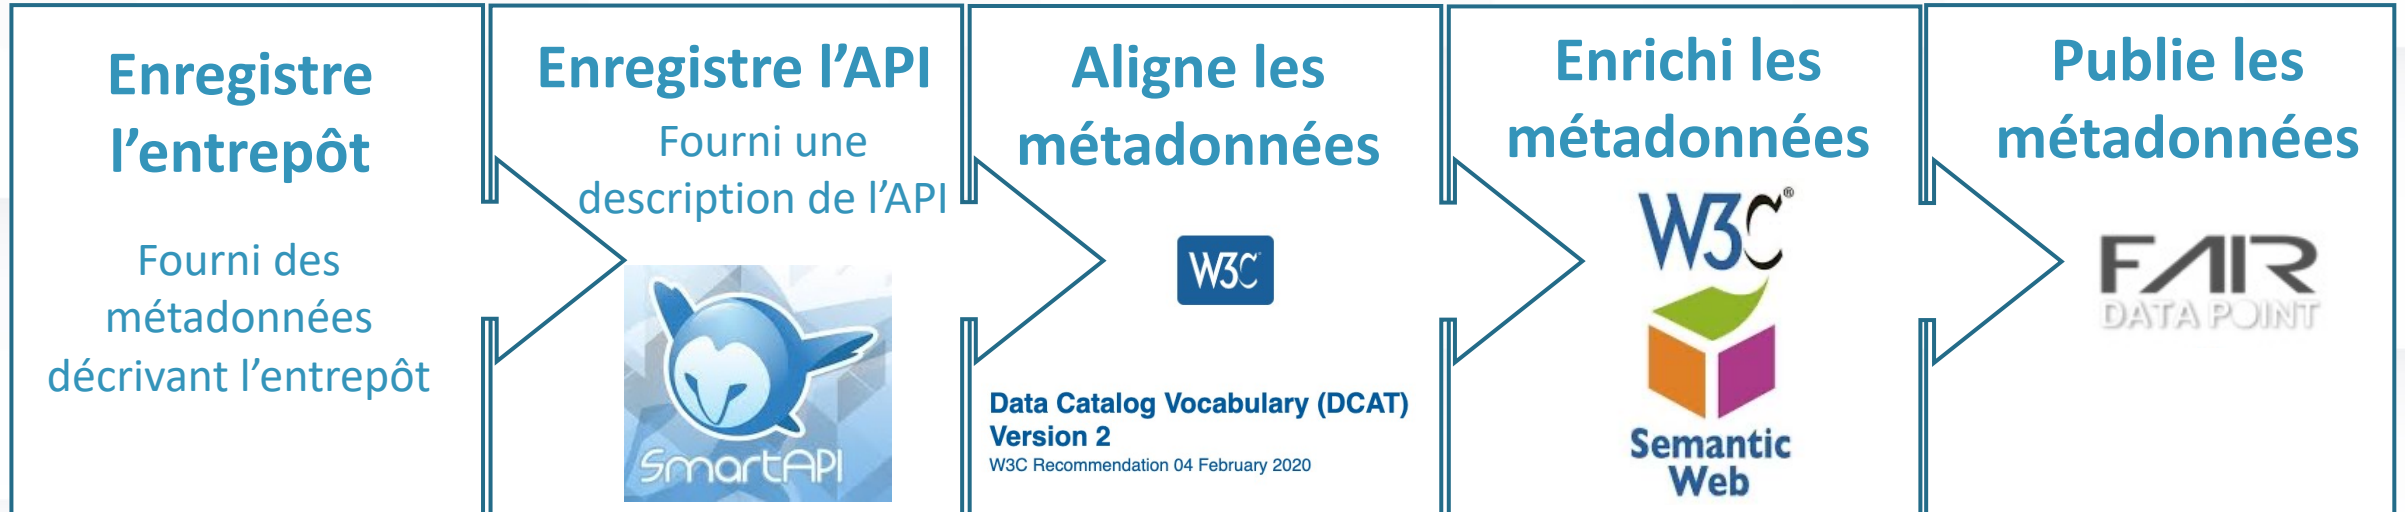 Enregistre
l’entrepôt
Fourni des
métadonnées
décrivant l’entrepôt
Enregistre l’API
Fourni une
description de l’API
SmartAPI
Aligne les
métadonnées
W3C
Data Catalog Vocabulary (DCAT)
Version 2
W3C Recommendation 04 February 2020
Enrichi les
métadonnées
W3C®
Semantic
Web
Publie les
métadonnées
FAIR
DATA POINT